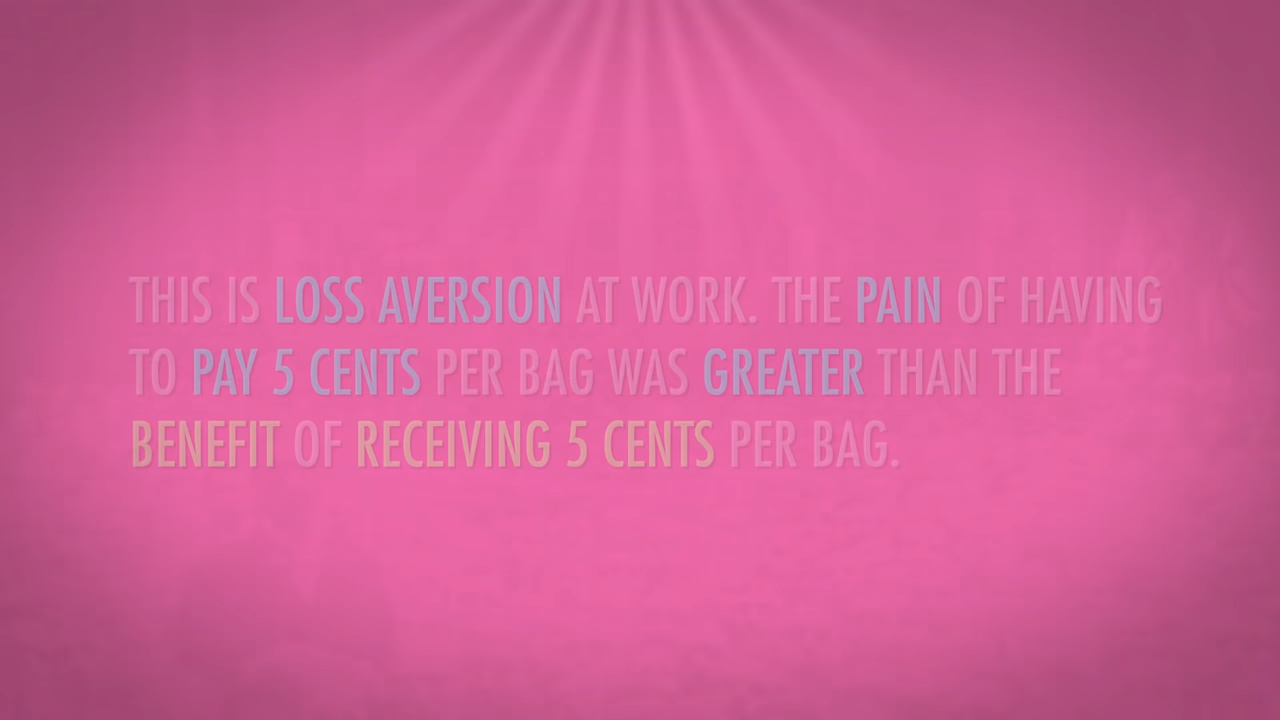 THIS IS LOSS AVERSION AT WORK. THE PAIN OF HAVING
TO PAY 5 CENTS PER BAG WAS GREATER THAN THE
BENEFIT OF RECEIVING 5 CENTS PER BAG.